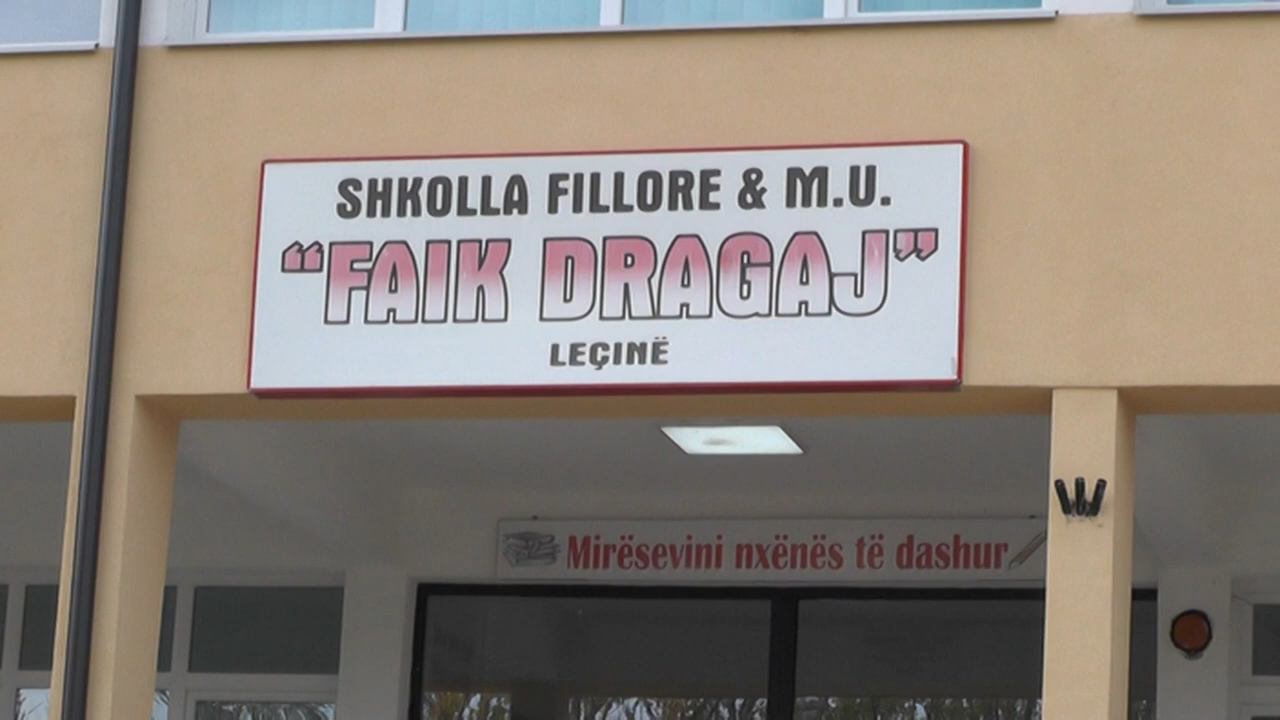 SHKOLLA FILLORE & M.U.
“FAIK DRAGAJ”
LEÇINË
Mirësevini nxënës të dashur